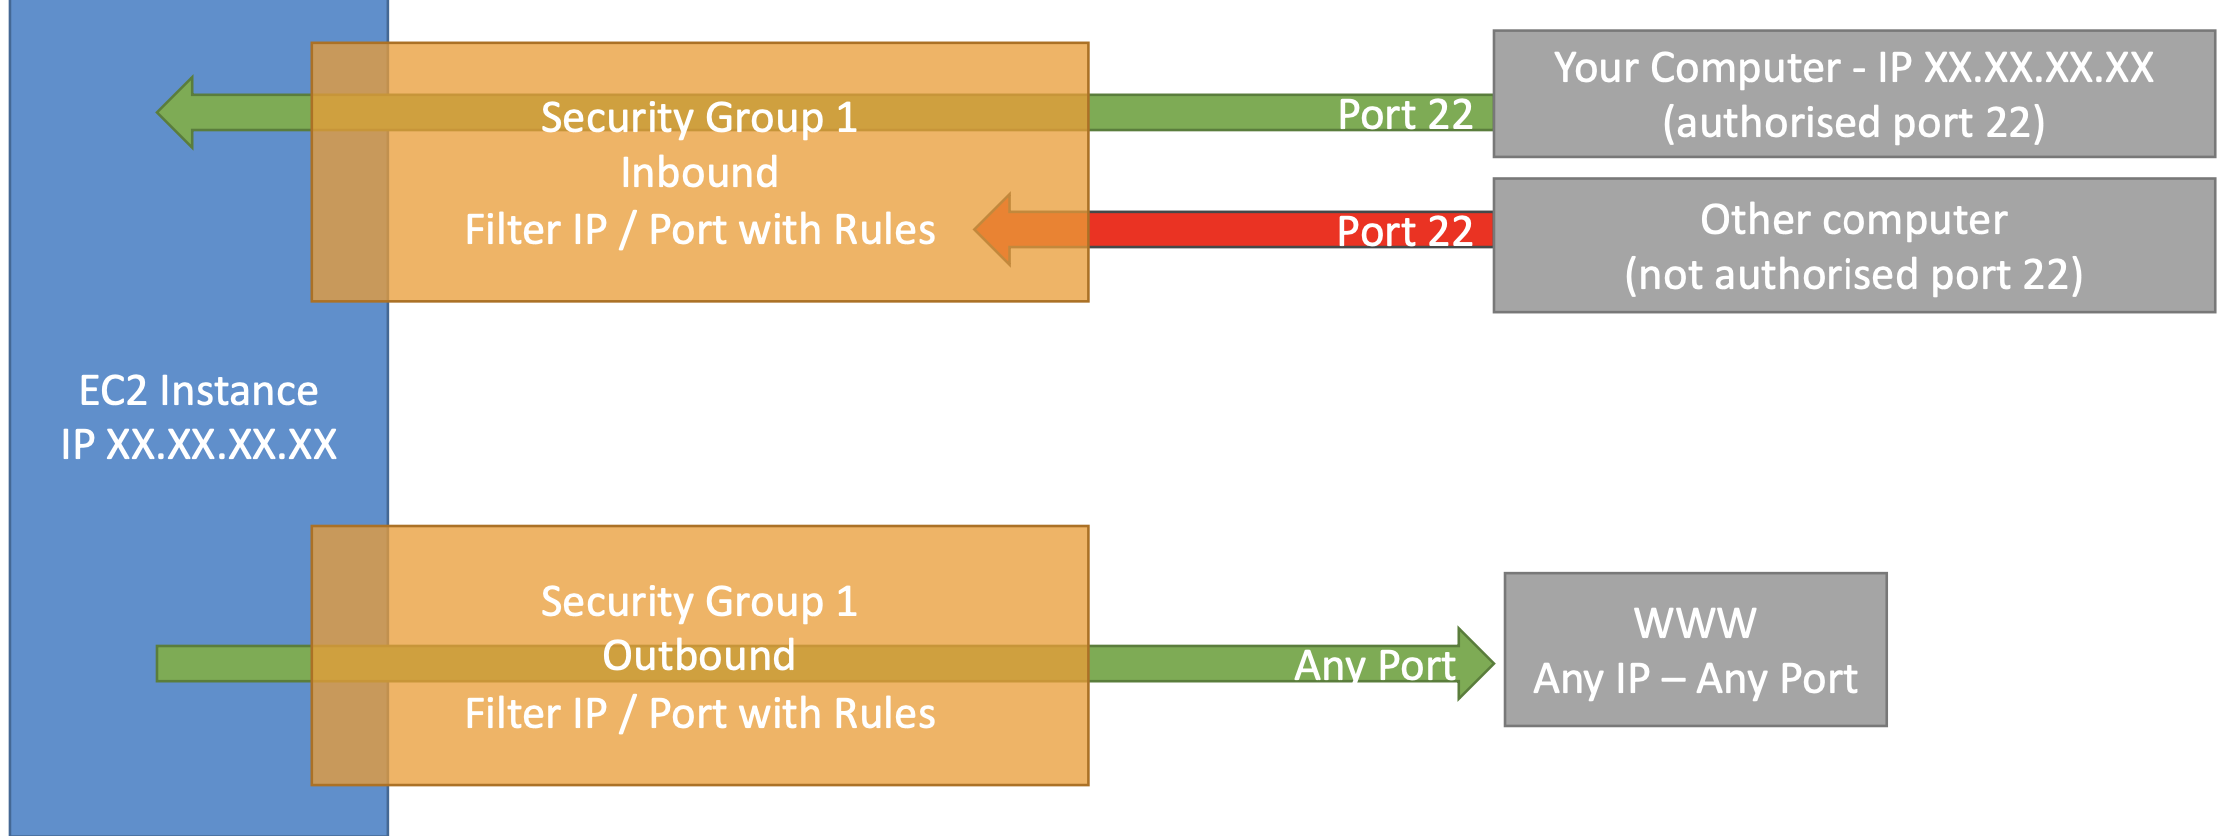 Your Computer - IP XX.XX.XX.XX
(authorised port 22)
Port 22
Security Group 1
Inbound
Filter IP / Port with Rules
Port 22
Other computer
(not authorised port 22)
EC2 Instance
IP XX.XX.XX.XX
Security Group 1
Outbound
Filter IP / Port with Rules
Any Port
WWW
Any IP – Any Port